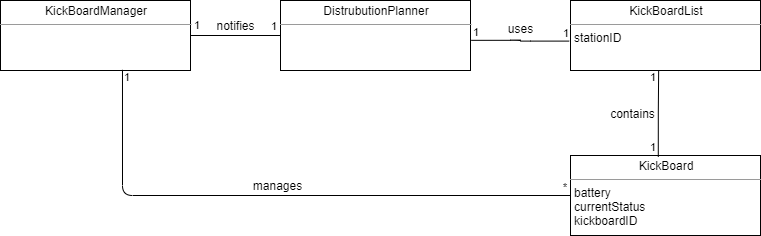 KickBoardManager
DistrubutionPlanner
KickBoardList
1
notifies
1
1
uses
1
stationID
1
1
contains
1
KickBoard
manages
*
battery
currentStatus
kickboardID